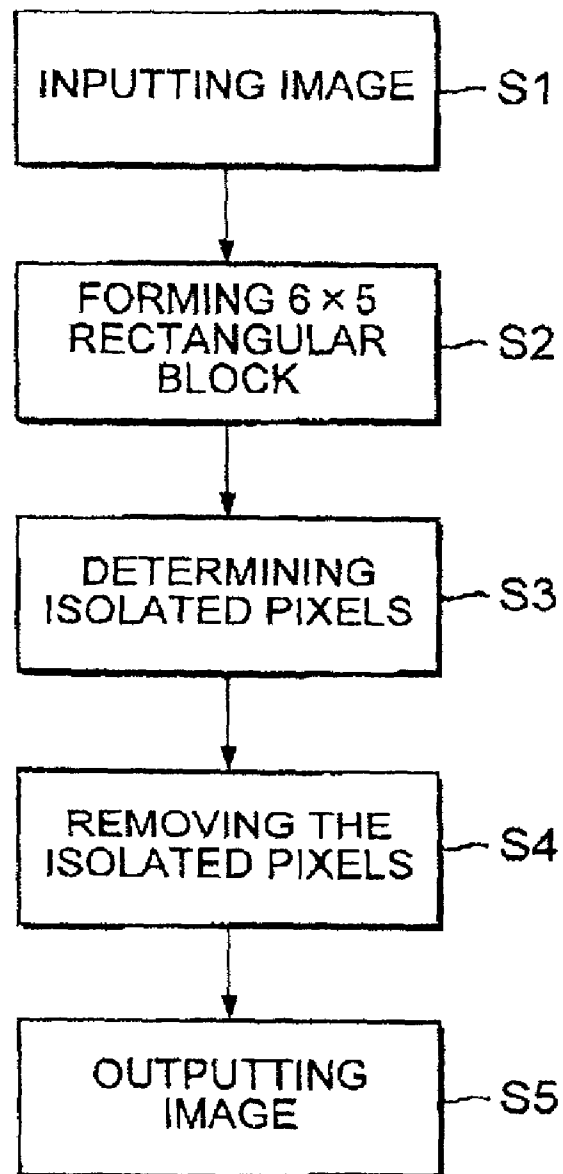 INPUTTING IMAGE
S1
FORMING 6 × 5
RECTANGULAR
BLOCK
S2
DETERMINING
ISOLATED PIXELS
S3
REMOVING THE
ISOLATED PIXELS
S4
OUTPUTTING
IMAGE
S5